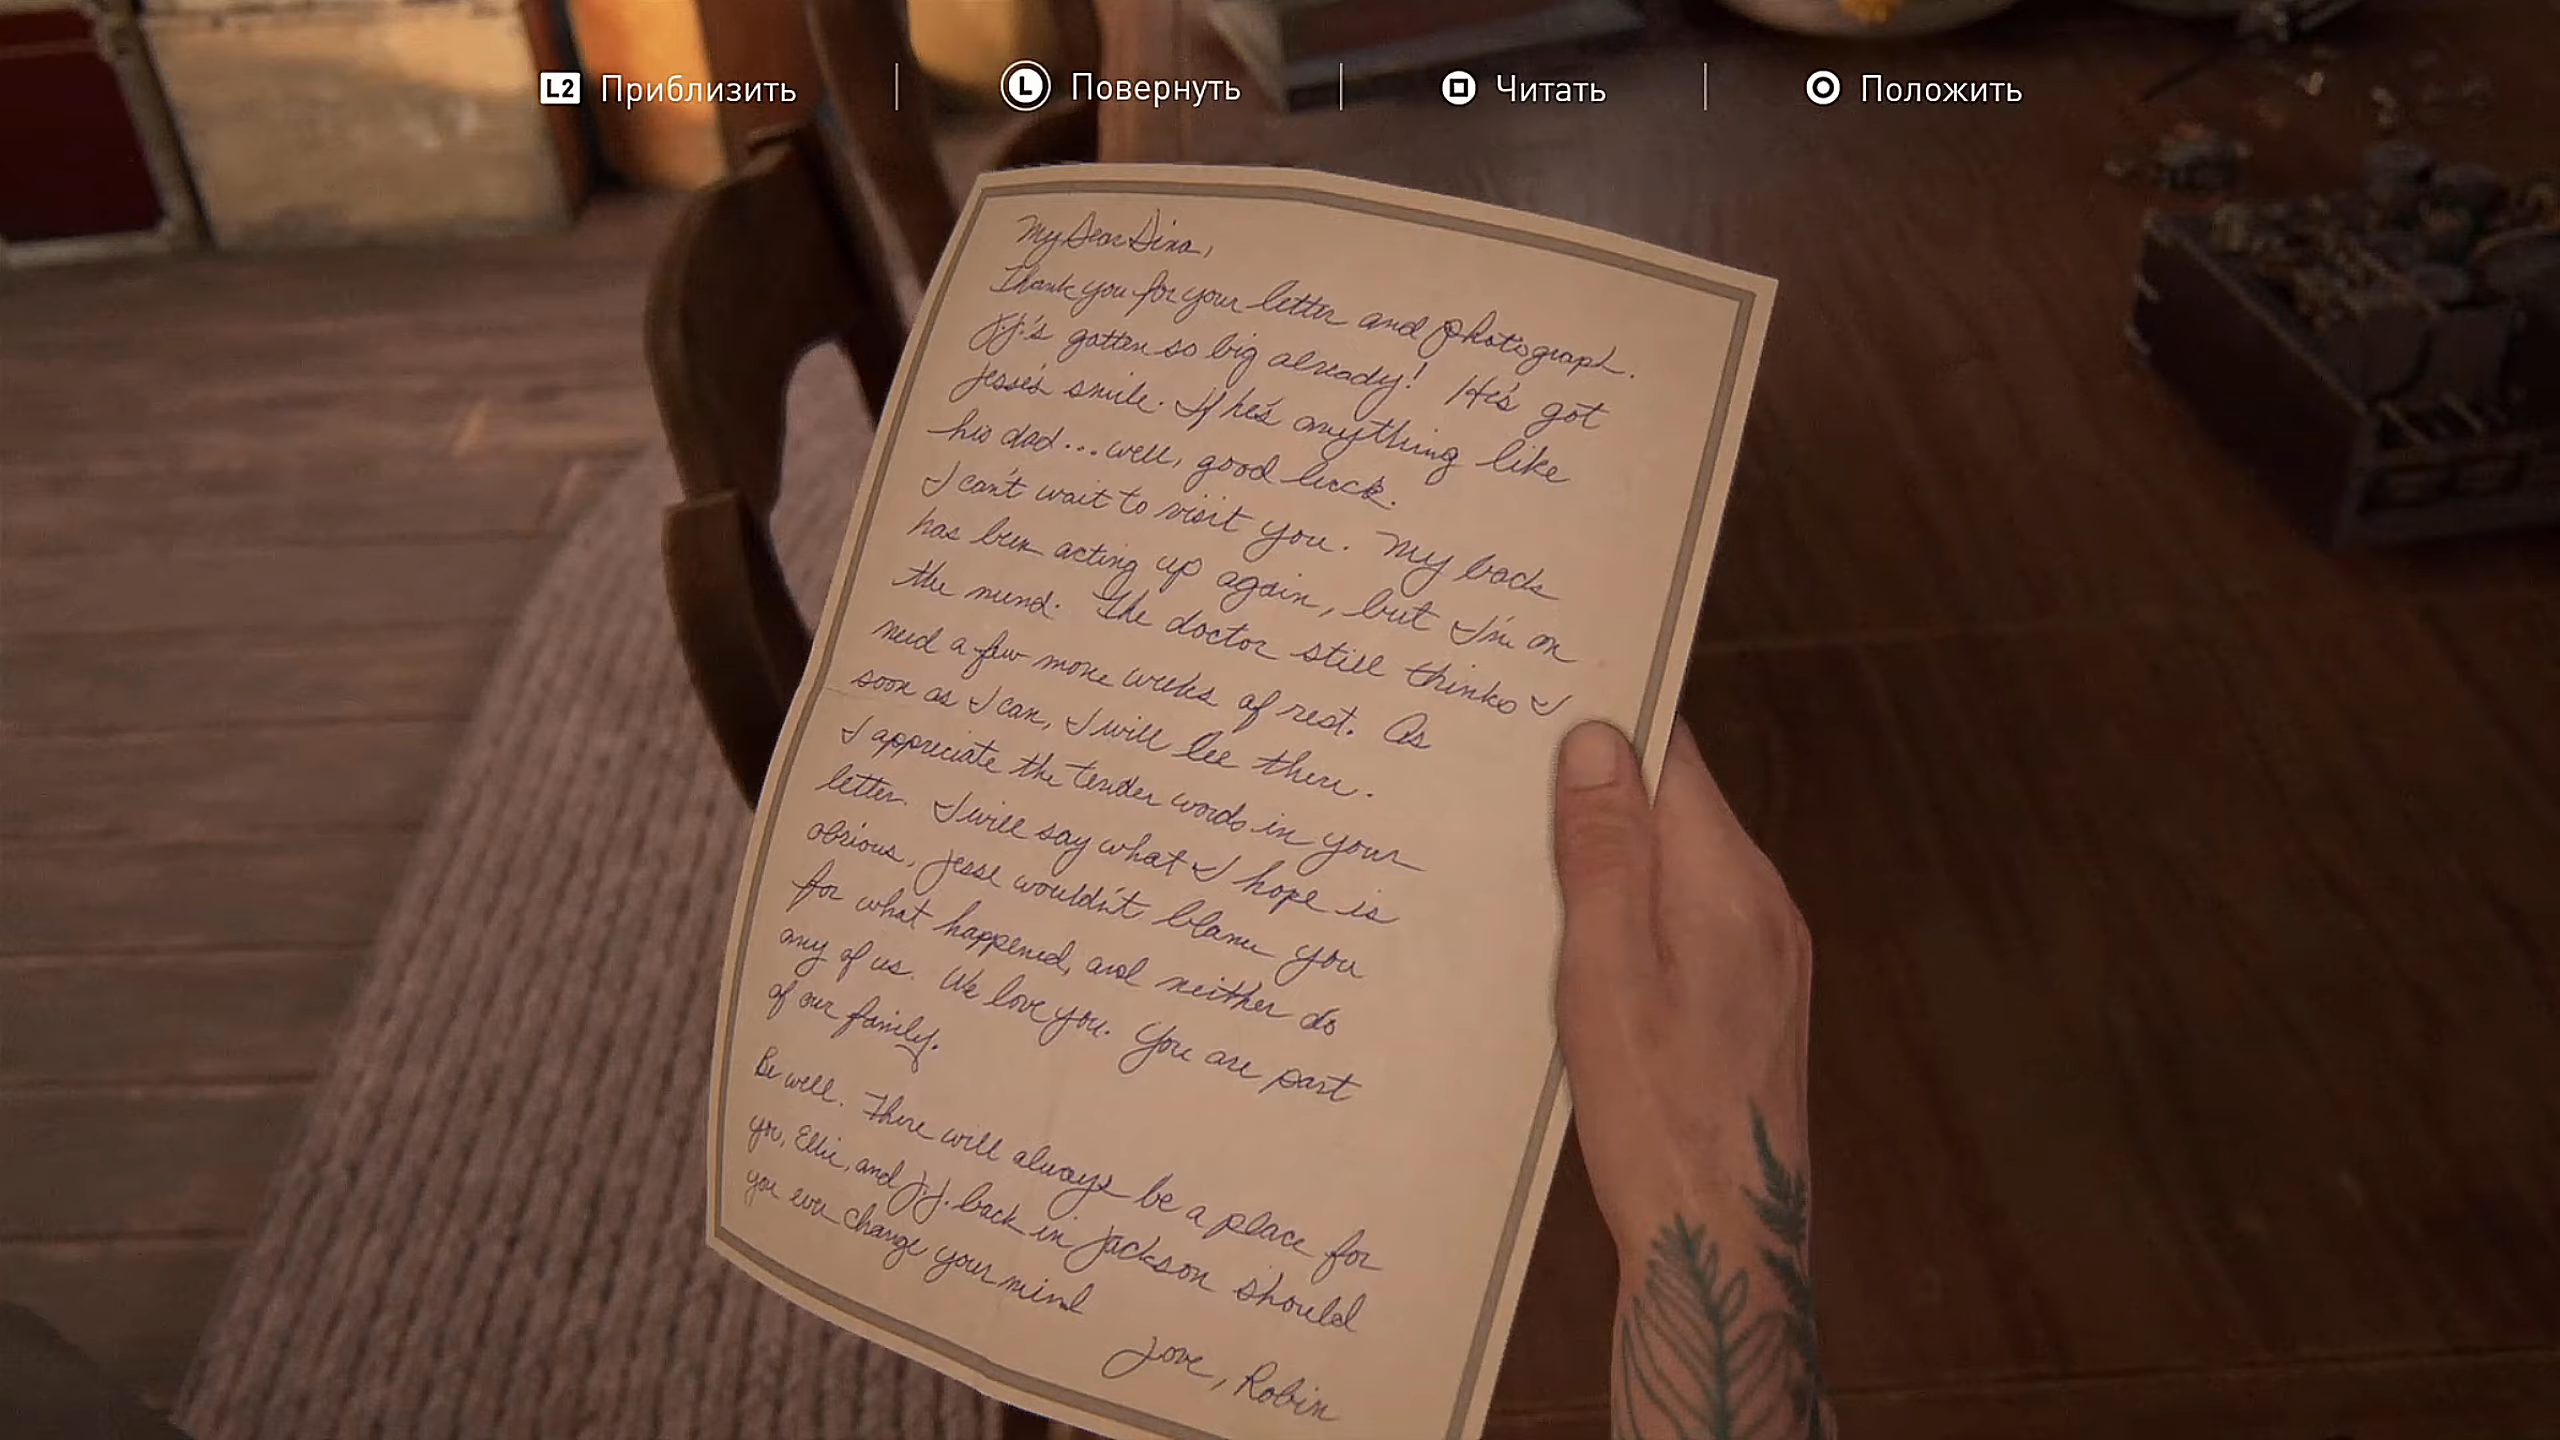 L2 Приблизить | L Повернуть | Читать | Положить
My Dear Dina,
Thank you for your letter and photograph.
J.J.'s gotten so big already! He's got
Jesse's smile. If he's anything like
his dad... well, good luck.
I can't wait to visit you. My back
has been acting up again, but I'm on
the mend. The doctor still thinks I
need a few more weeks of rest. As
soon as I can, I will be there.
I appreciate the tender words in your
letter. I will say what I hope is
obvious, Jesse wouldn't blame you
for what happened, and neither do
any of us. We love you. You are part
of our family.
Be well. There will always be a place for
you, Ellie, and J.J. back in Jackson should
you ever change your mind
Love, Robin